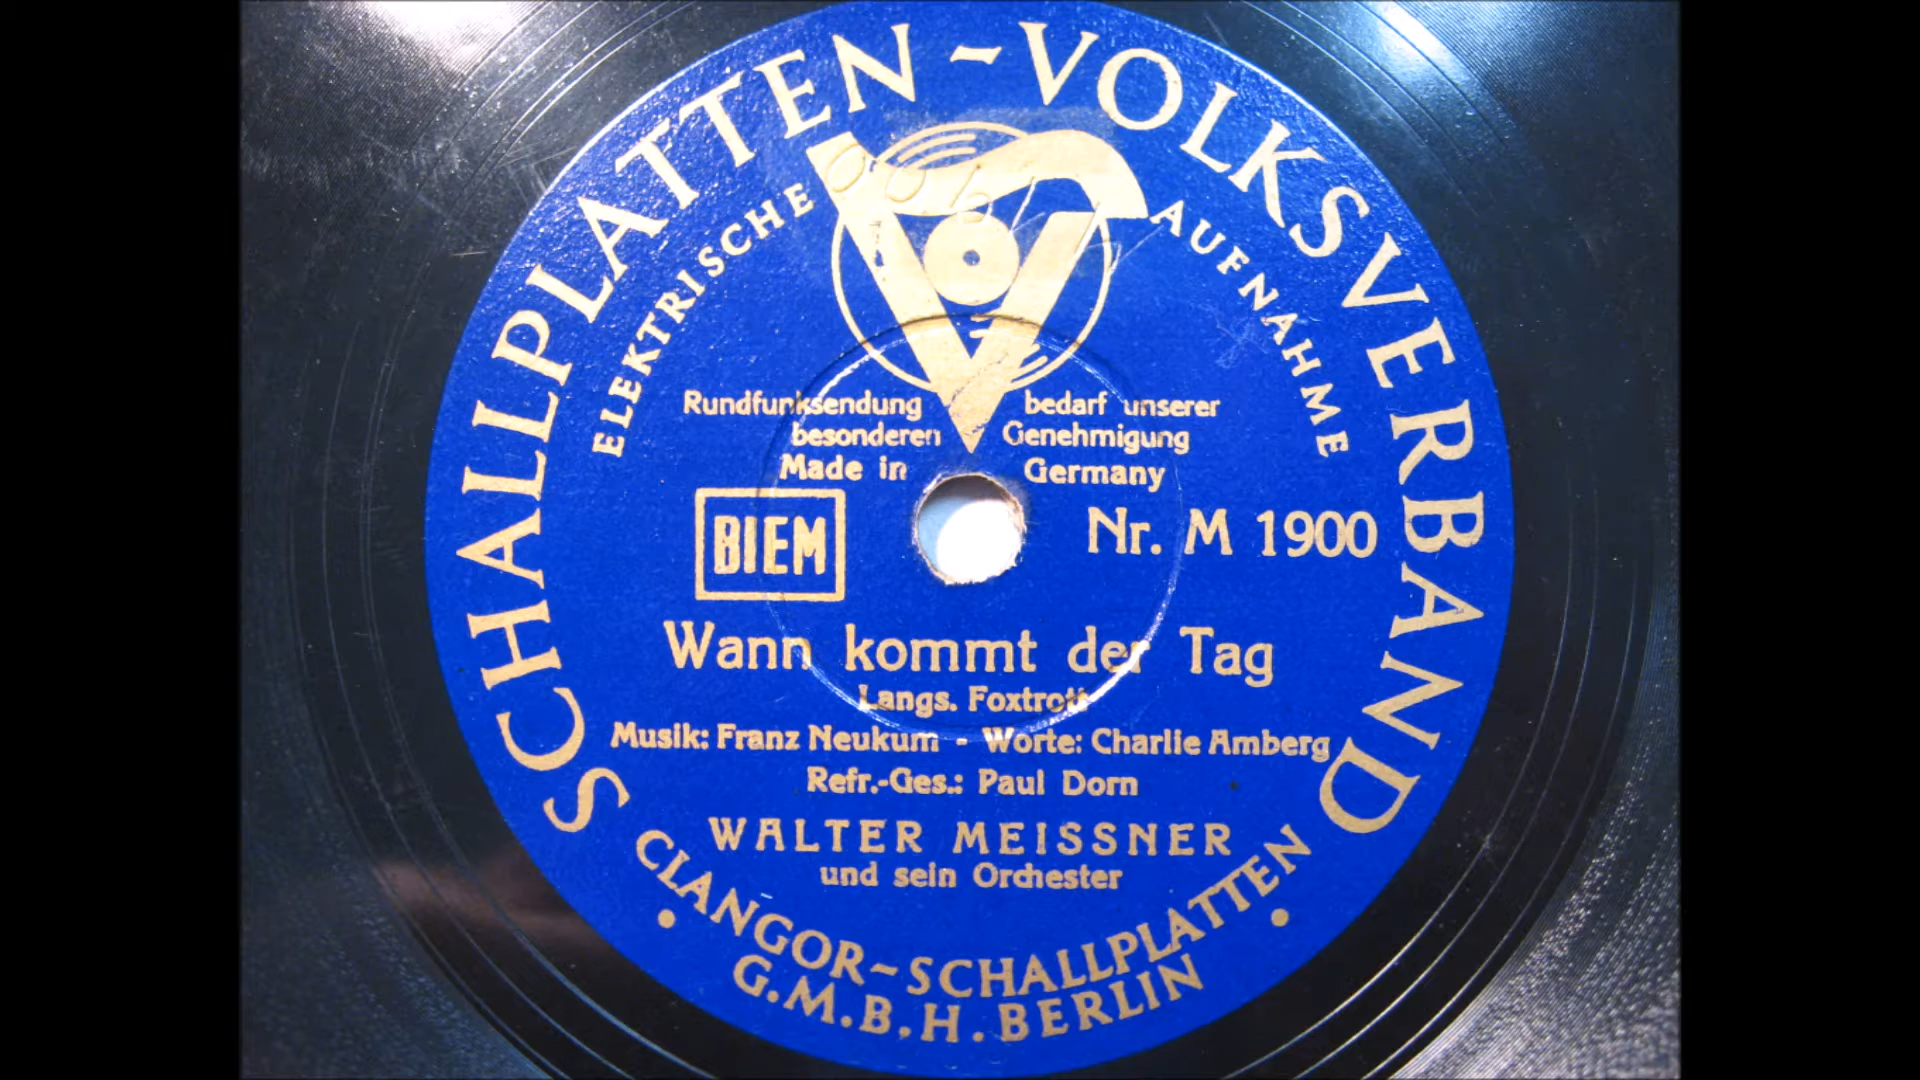 SCHALLPLATTEN-VOLKSVERBAND
ELEKTRISCHE AUFNAHME
Rundfunksendung bedarf unserer
besonderen Genehmigung
Made in Germany
BIEM
Nr. M 1900
Wann kommt der Tag
Langs. Foxtrott
Musik: Franz Neukum - Worte: Charlie Amberg
Refr.-Ges.: Paul Dorn
WALTER MEISSNER
und sein Orchester
CLANGOR-SCHALLPLATTEN
G.M.B.H. BERLIN